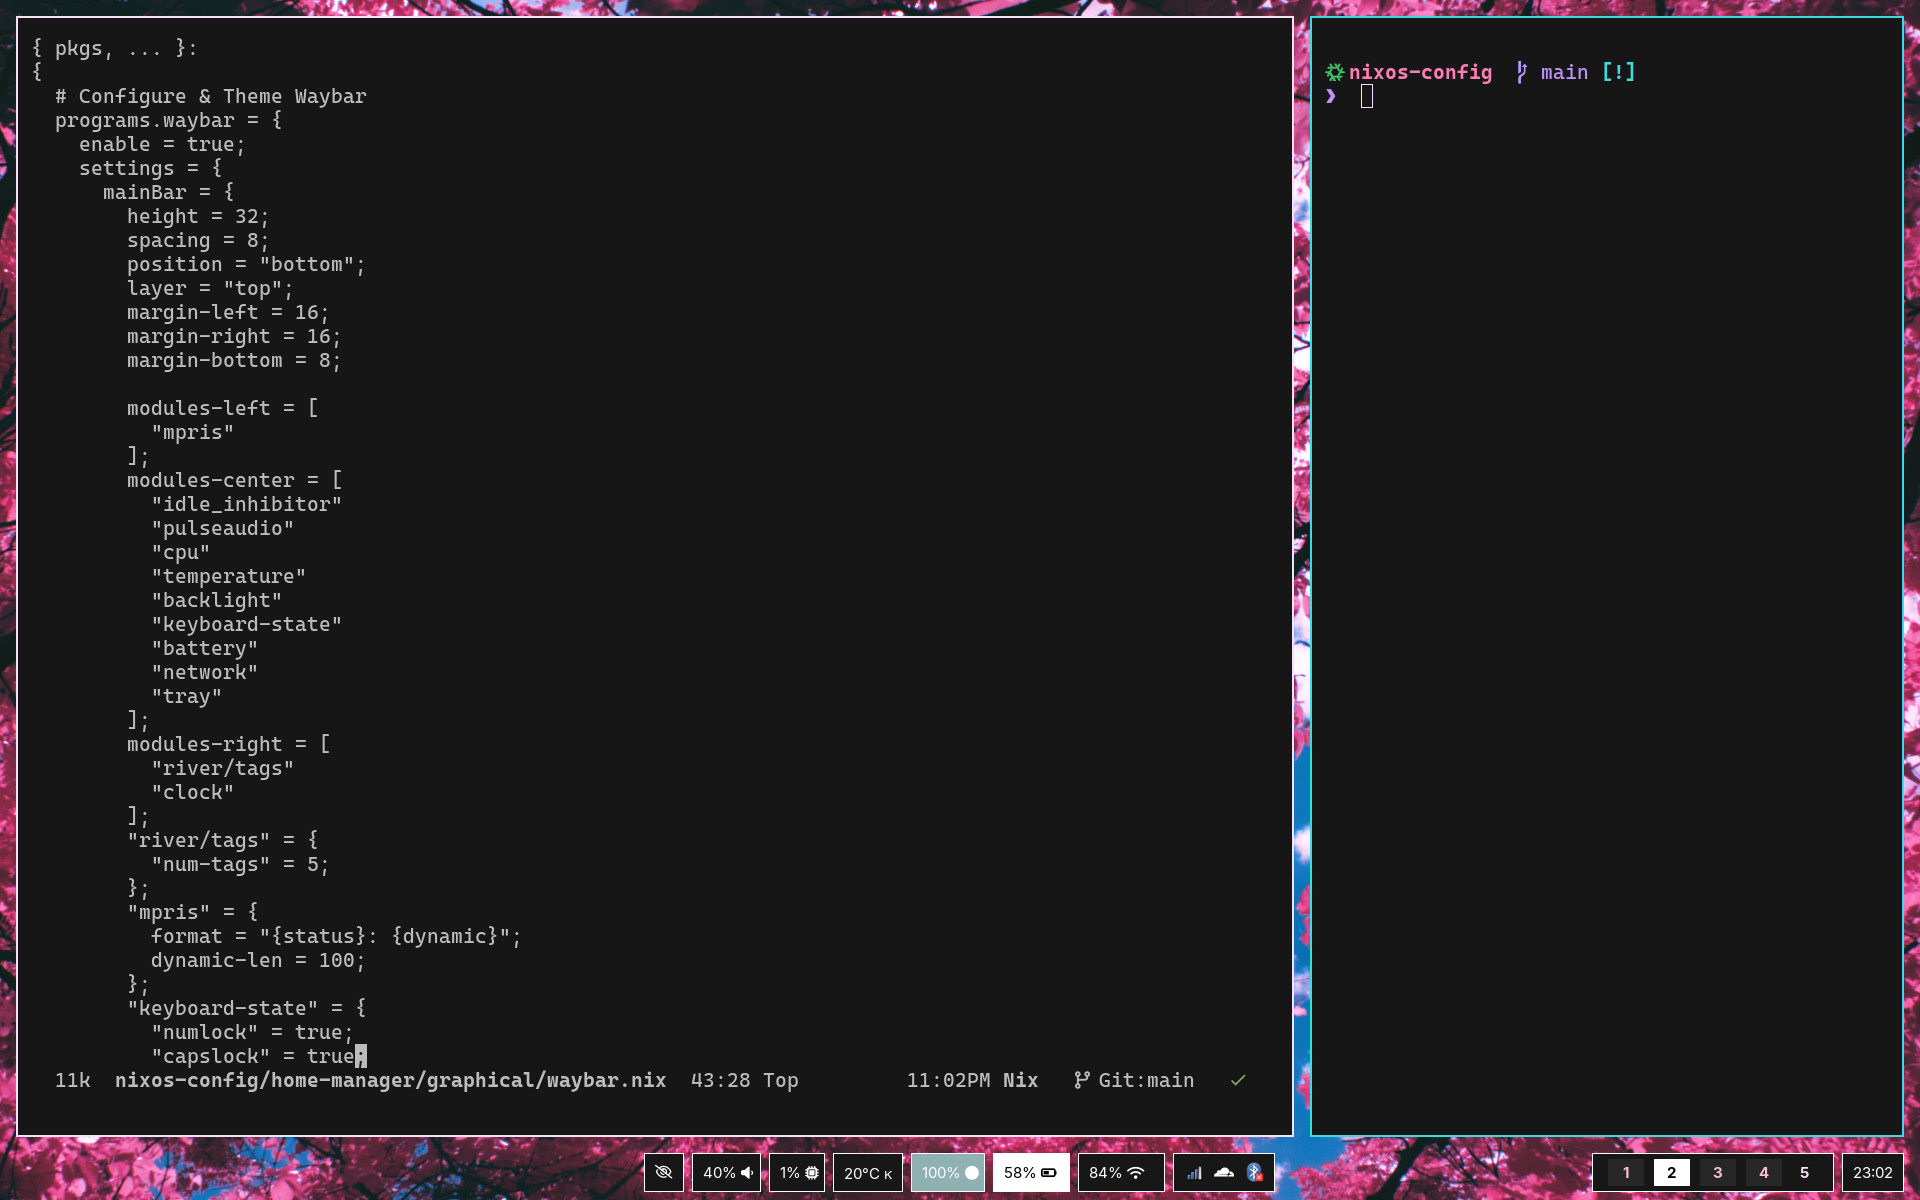 { pkgs, ... }:
{
  # Configure & Theme Waybar
  programs.waybar = {
    enable = true;
    settings = {
      mainBar = {
        height = 32;
        spacing = 8;
        position = "bottom";
        layer = "top";
        margin-left = 16;
        margin-right = 16;
        margin-bottom = 8;

        modules-left = [
          "mpris"
        ];
        modules-center = [
          "idle_inhibitor"
          "pulseaudio"
          "cpu"
          "temperature"
          "backlight"
          "keyboard-state"
          "battery"
          "network"
          "tray"
        ];
        modules-right = [
          "river/tags"
          "clock"
        ];
        "river/tags" = {
          "num-tags" = 5;
        };
        "mpris" = {
          format = "{status}: {dynamic}";
          dynamic-len = 100;
        };
        "keyboard-state" = {
          "numlock" = true;
          "capslock" = true;
11k nixos-config/home-manager/graphical/waybar.nix 43:28 Top 11:02PM Nix Git:main ✓
nixos-config main [!]
❯
40% 1% 20°C ĸ 100% 58% 84% 1 2 3 4 5 23:02